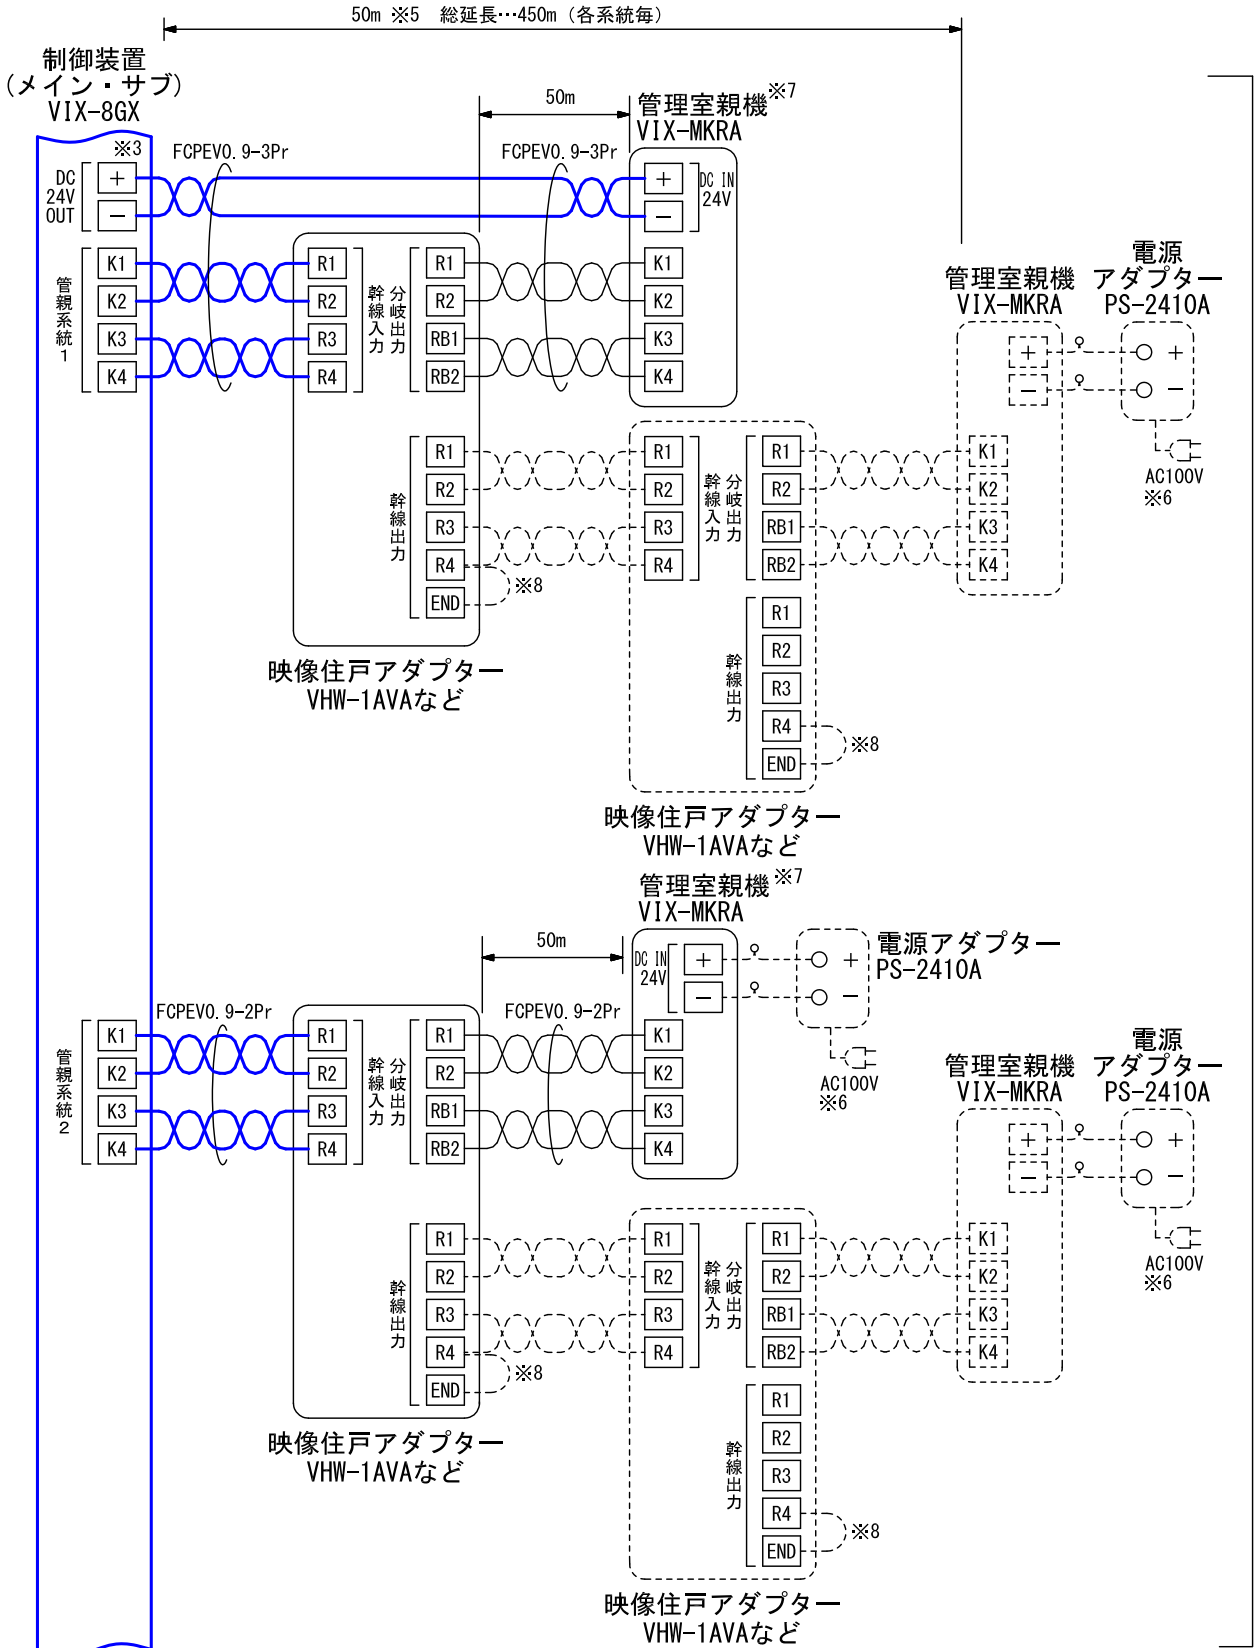 50m ※5 総延長…450m（各系統毎）
制御装置
（メイン・サブ）
VIX-8GX
※3
FCPEV0.9-3Pr
50m
FCPEV0.9-3Pr
管理室親機※7
VIX-MKRA
DC
24V
OUT
+
−
+
−
DC IN
24V
管親系統1
K1
K2
K3
K4
R1
R2
R3
R4
幹線入力
分岐出力
R1
R2
RB1
RB2
K1
K2
K3
K4
幹線出力
R1
R2
R3
R4
END
※8
映像住戸アダプター
VHW-1AVAなど
R1
R2
R3
R4
幹線入力
分岐出力
R1
R2
RB1
RB2
幹線出力
R1
R2
R3
R4
END
※8
映像住戸アダプター
VHW-1AVAなど
管理室親機
VIX-MKRA
+
−
K1
K2
K3
K4
電源
アダプター
PS-2410A
+
−
AC100V
※6
管理室親機※7
VIX-MKRA
50m
DC IN
24V
+
−
+
−
電源アダプター
PS-2410A
AC100V
※6
FCPEV0.9-2Pr
FCPEV0.9-2Pr
管親系統2
K1
K2
K3
K4
R1
R2
R3
R4
幹線入力
分岐出力
R1
R2
RB1
RB2
K1
K2
K3
K4
幹線出力
R1
R2
R3
R4
END
※8
映像住戸アダプター
VHW-1AVAなど
R1
R2
R3
R4
幹線入力
分岐出力
R1
R2
RB1
RB2
幹線出力
R1
R2
R3
R4
END
※8
映像住戸アダプター
VHW-1AVAなど
管理室親機
VIX-MKRA
+
−
K1
K2
K3
K4
電源
アダプター
PS-2410A
+
−
AC100V
※6